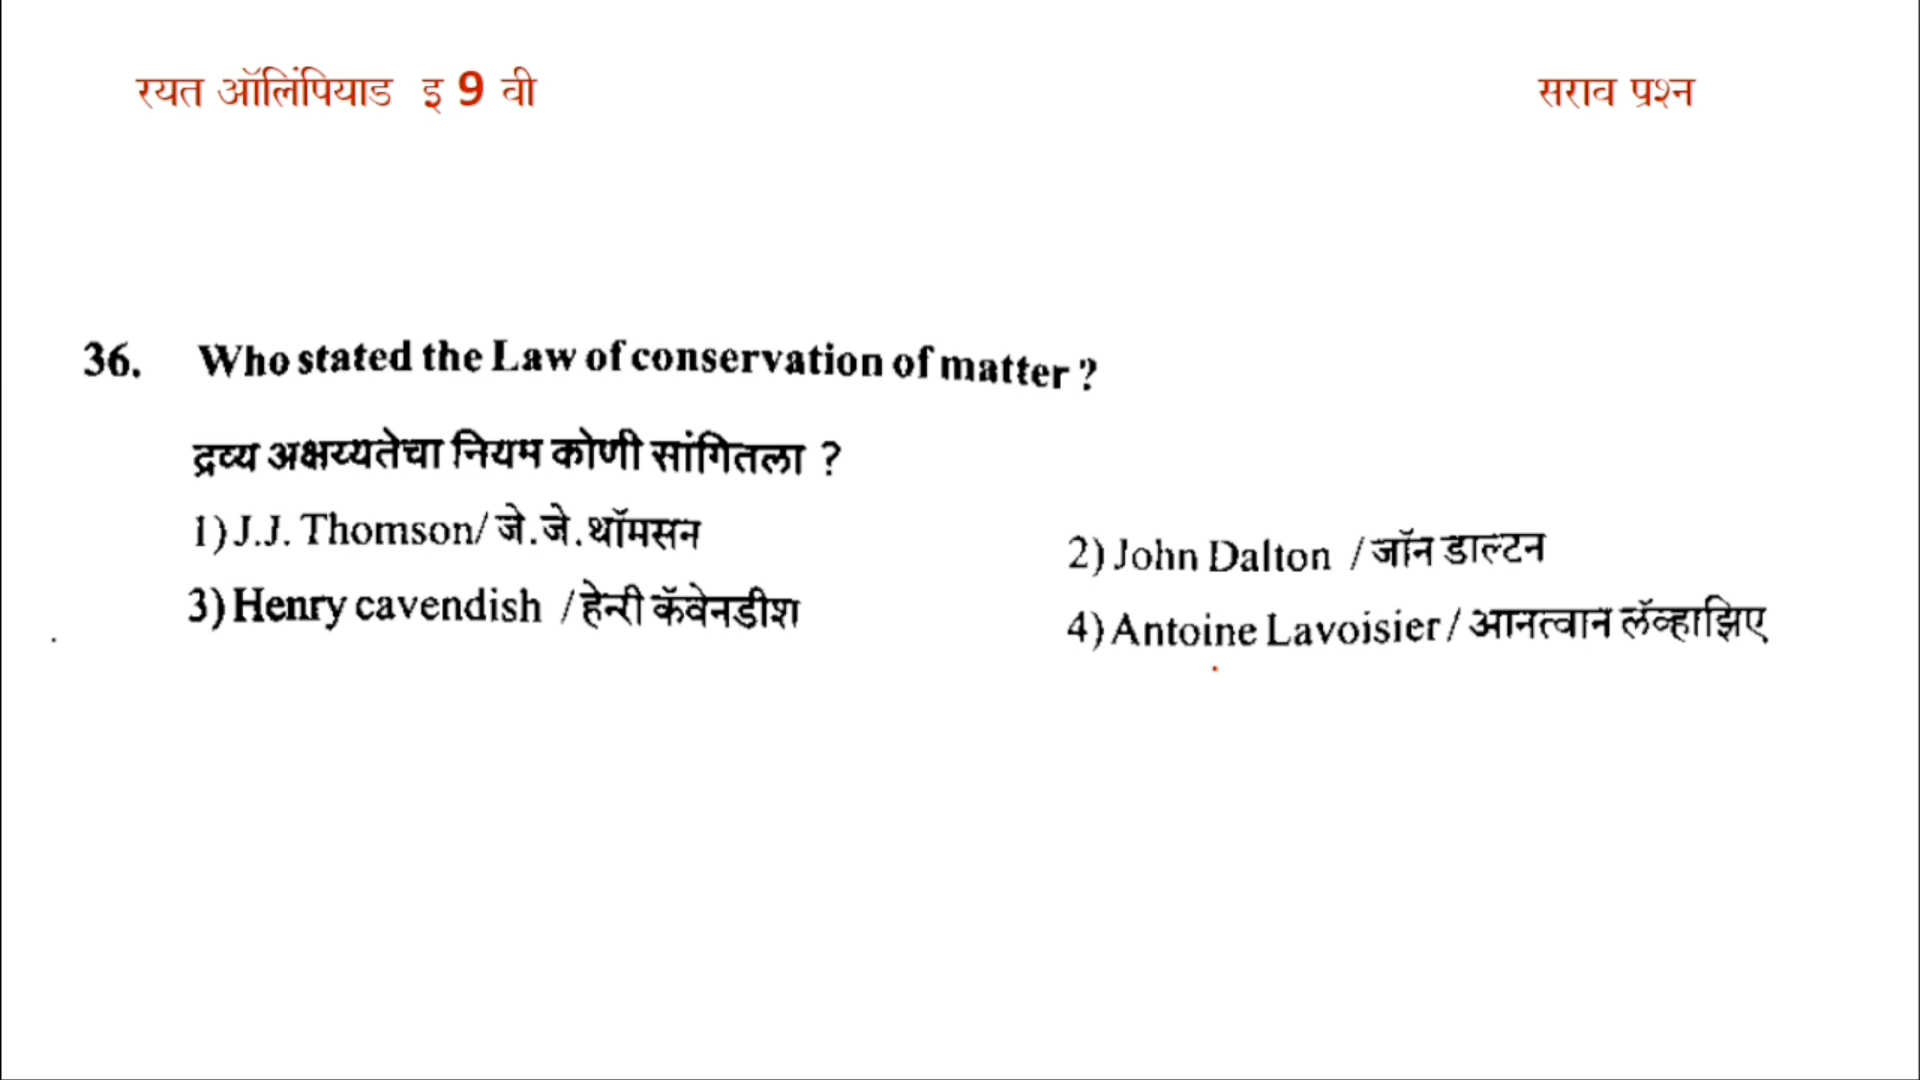 रयत ऑलिंपियाड इ 9 वी
सराव प्रश्न
36. Who stated the Law of conservation of matter ?
द्रव्य अक्षय्यतेचा नियम कोणी सांगितला ?
1) J.J. Thomson/ जे.जे.थॉमसन
2) John Dalton / जॉन डाल्टन
3) Henry cavendish / हेन्री कॅवेनडीश
4) Antoine Lavoisier / आनत्वान लॅव्हाझिए